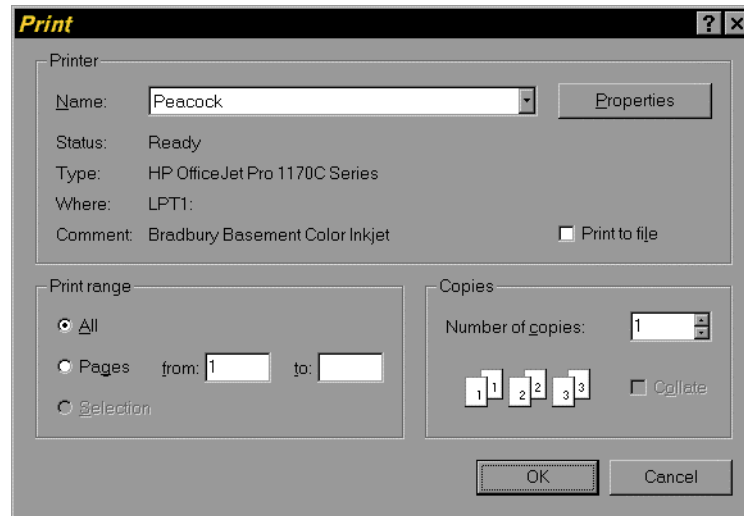 Print
Printer
Name: Peacock Properties
Status: Ready
Type: HP OfficeJet Pro 1170C Series
Where: LPT1:
Comment: Bradbury Basement Color Inkjet Print to file
Print range
All
Pages from: 1 to:
Selection
Copies
Number of copies: 1
1 1 2 2 3 3 Collate
OK Cancel